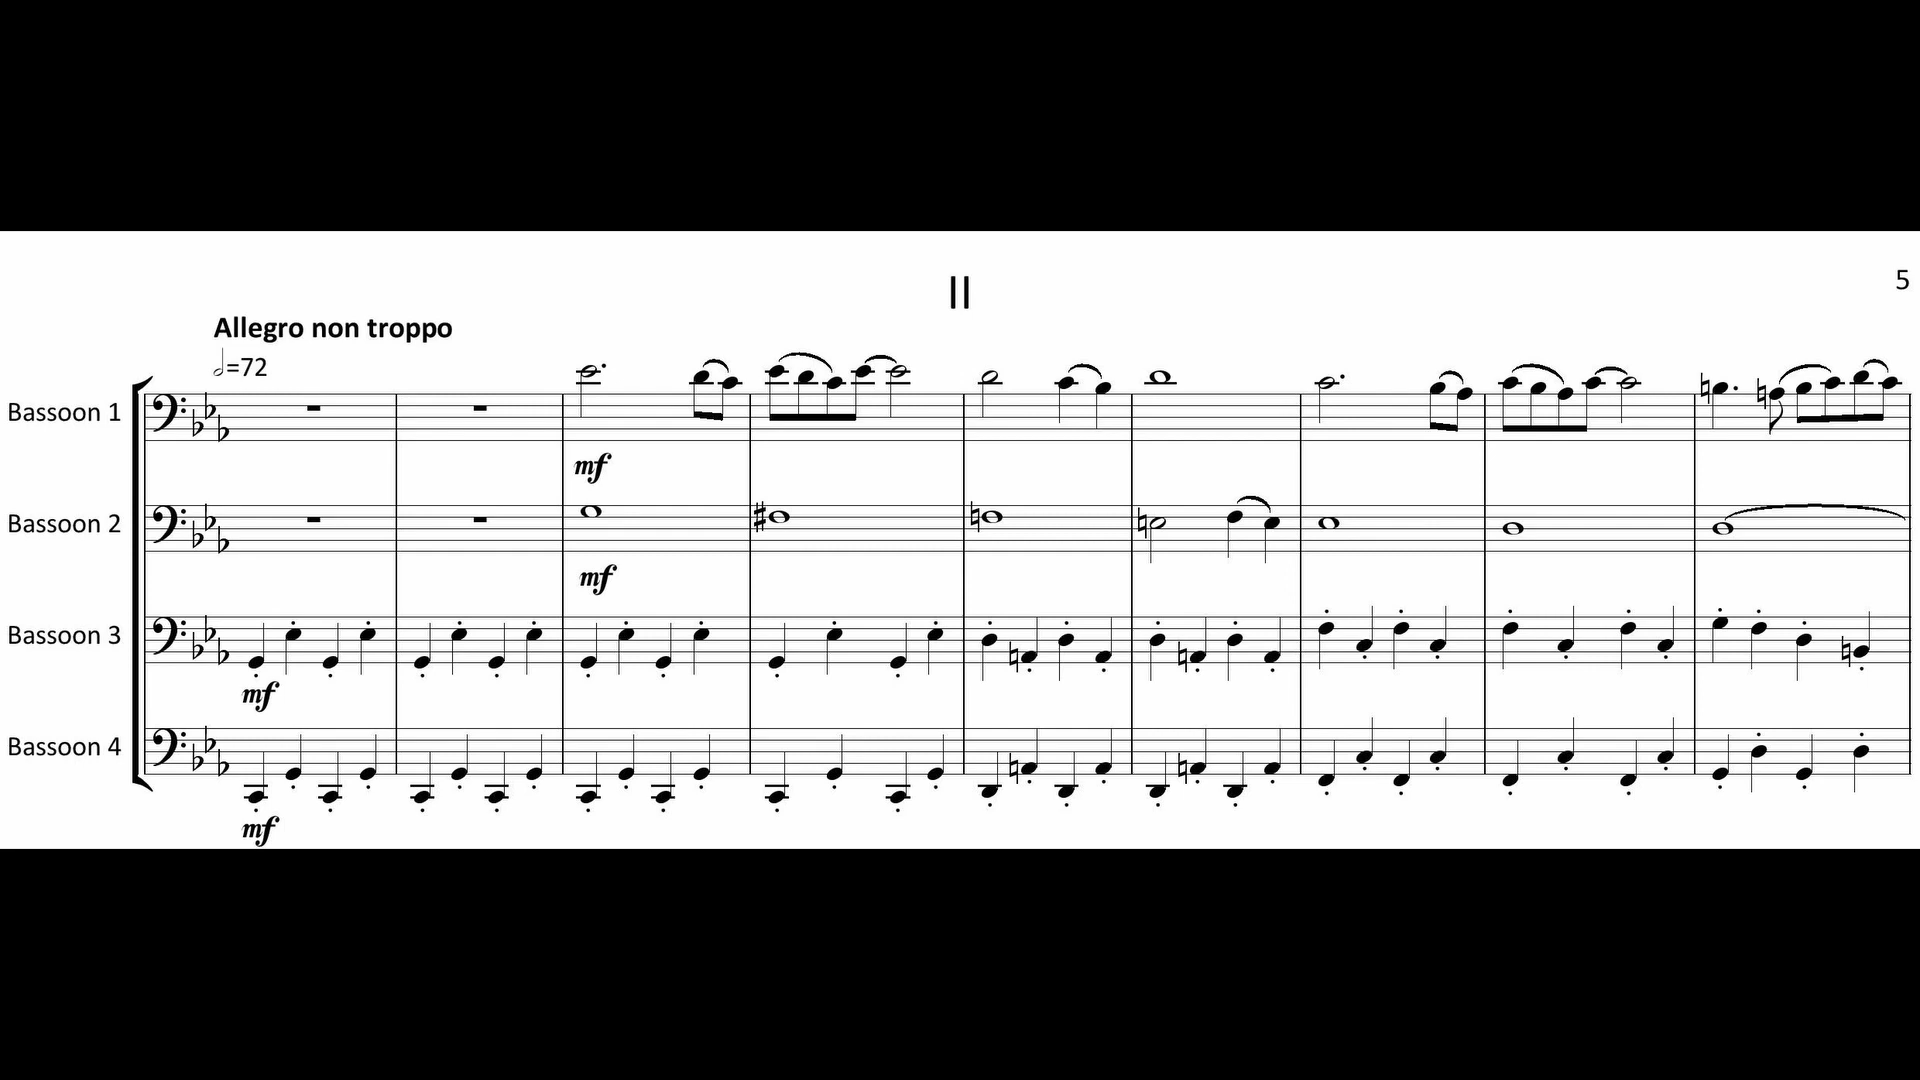 II
5
Allegro non troppo
𝅗𝅥=72
Bassoon 1
mf
Bassoon 2
mf
Bassoon 3
mf
Bassoon 4
mf